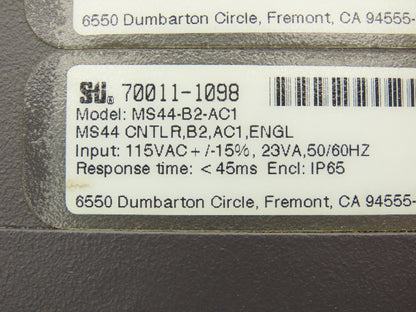 6550 Dumbarton Circle, Fremont, CA 94555-
STI. 70011-1098
Model: MS44-B2-AC1
MS44 CNTLR,B2,AC1,ENGL
Input: 115VAC + /-15%, 23VA,50/60HZ
Response time: < 45ms Encl: IP65
6550 Dumbarton Circle, Fremont, CA 94555-